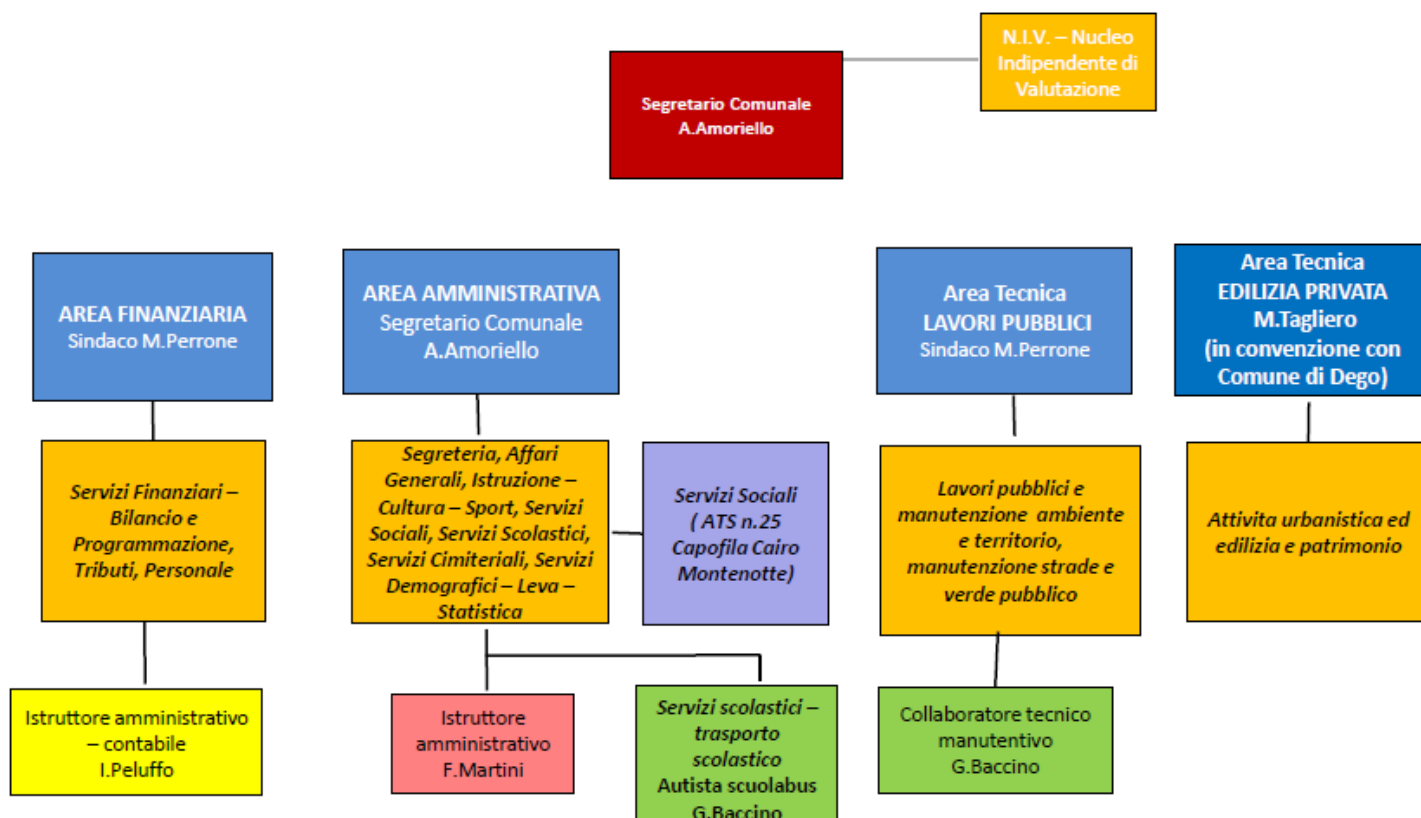 N.I.V. – Nucleo
Indipendente di
Valutazione
Segretario Comunale
A.Amoriello
AREA FINANZIARIA
Sindaco M.Perrone
AREA AMMINISTRATIVA
Segretario Comunale
A.Amoriello
Area Tecnica
LAVORI PUBBLICI
Sindaco M.Perrone
Area Tecnica
EDILIZIA PRIVATA
M.Tagliero
(in convenzione con
Comune di Dego)
Servizi Finanziari –
Bilancio e
Programmazione,
Tributi, Personale
Segreteria, Affari
Generali, Istruzione –
Cultura – Sport, Servizi
Sociali, Servizi Scolastici,
Servizi Cimiteriali, Servizi
Demografici – Leva –
Statistica
Servizi Sociali
( ATS n.25
Capofila Cairo
Montenotte)
Lavori pubblici e
manutenzione ambiente
e territorio,
manutenzione strade e
verde pubblico
Attivita urbanistica ed
edilizia e patrimonio
Istruttore amministrativo
– contabile
I.Peluffo
Istruttore
amministrativo
F.Martini
Servizi scolastici –
trasporto
scolastico
Autista scuolabus
G.Baccino
Collaboratore tecnico
manutentivo
G.Baccino